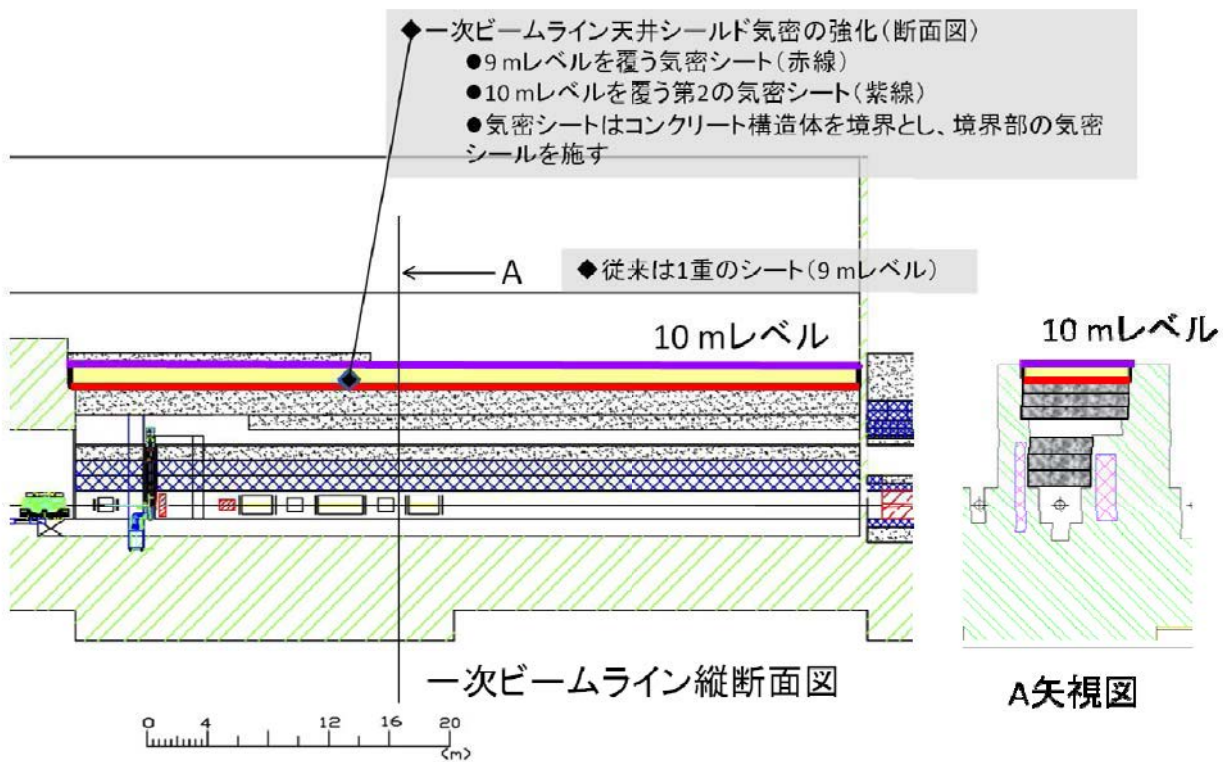 ◆一次ビームライン天井シールド気密の強化(断面図)
●9 mレベルを覆う気密シート(赤線)
●10 mレベルを覆う第2の気密シート(紫線)
●気密シートはコンクリート構造体を境界とし、境界部の気密
シールを施す
A
◆従来は1重のシート(9 mレベル)
10 mレベル
10 mレベル
一次ビームライン縦断面図
A矢視図
0 4 12 16 20
(m)